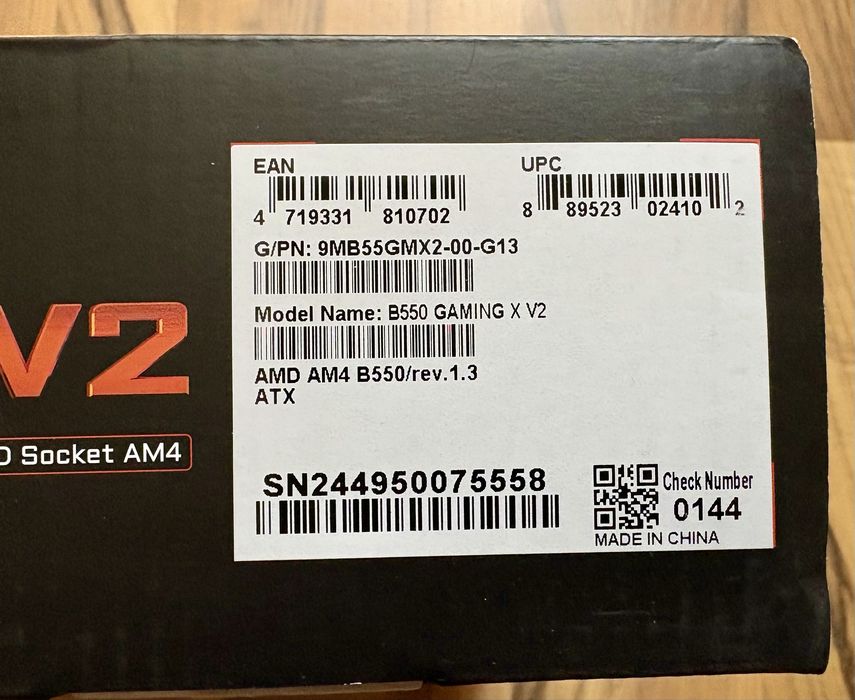 V2
D Socket AM4
EAN
4 719331 810702
UPC
8 89523 02410 2
G/PN: 9MB55GMX2-00-G13
Model Name: B550 GAMING X V2
AMD AM4 B550/rev.1.3
ATX
SN244950075558
Check Number
0144
MADE IN CHINA